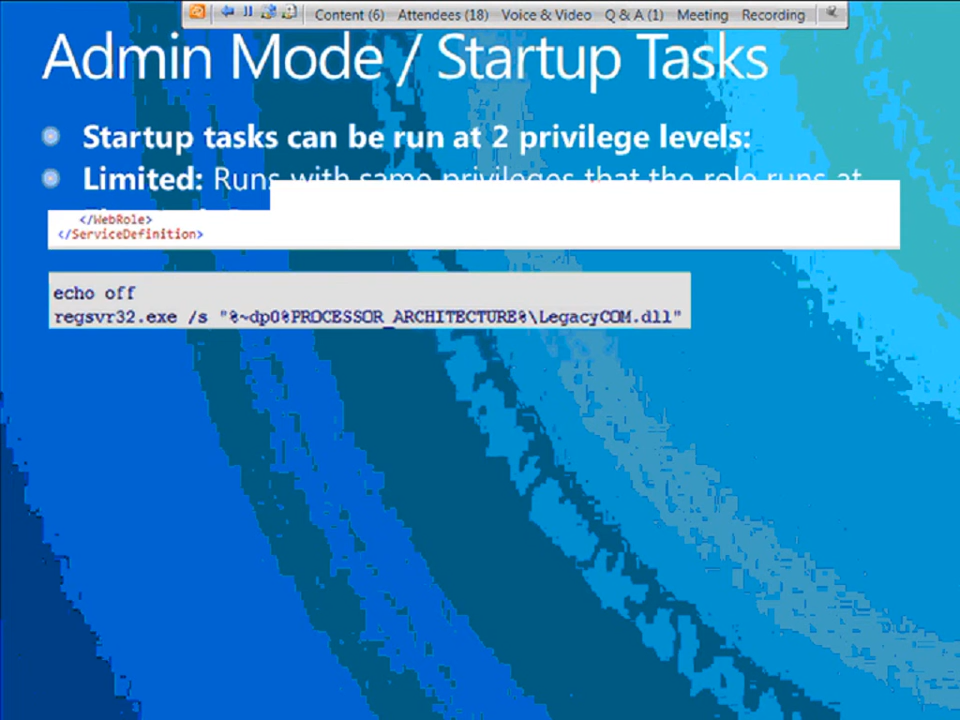 Content (6) Attendees (18) Voice & Video Q & A (1) Meeting Recording
Admin Mode / Startup Tasks
Startup tasks can be run at 2 privilege levels:
Limited: Runs with same privileges that the role runs at
</WebRole>
</ServiceDefinition>
echo off
regsvr32.exe /s "%~dp0%PROCESSOR_ARCHITECTURE%\LegacyCOM.dll"